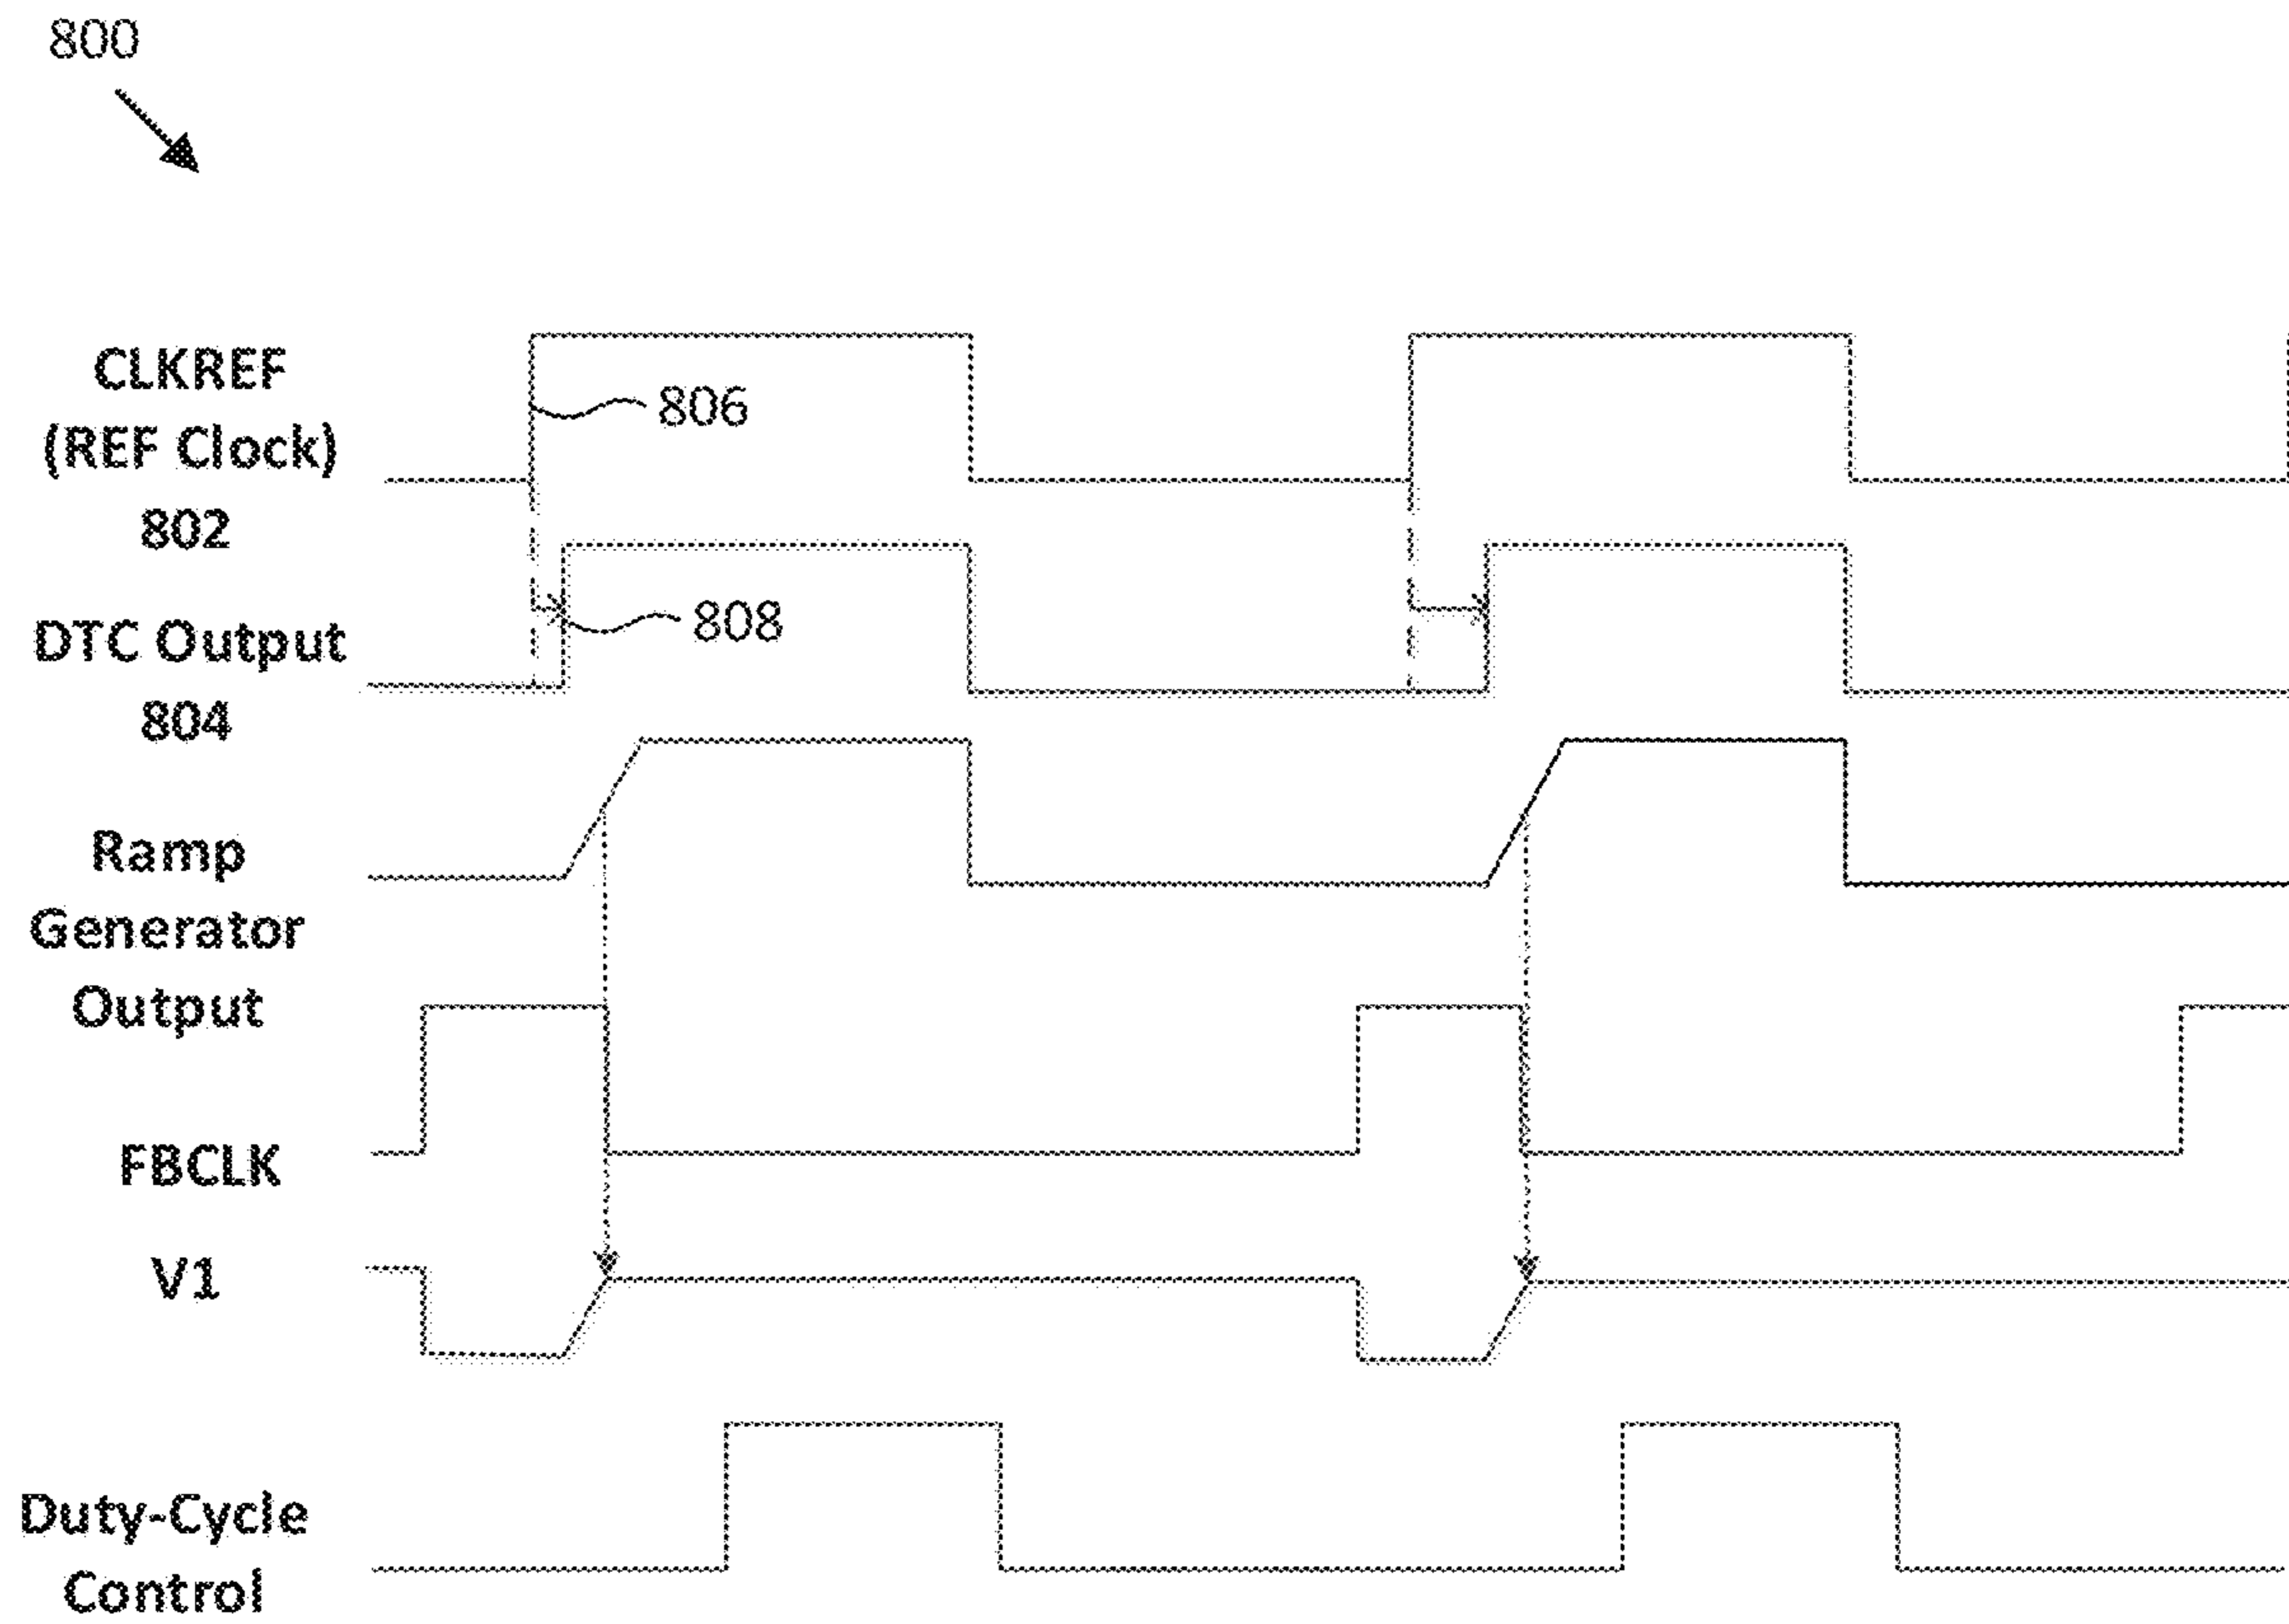 800
CLKREF
(REF Clock)
802
806
DTC Output
804
808
Ramp
Generator
Output
FBCLK
V1
Duty-Cycle
Control